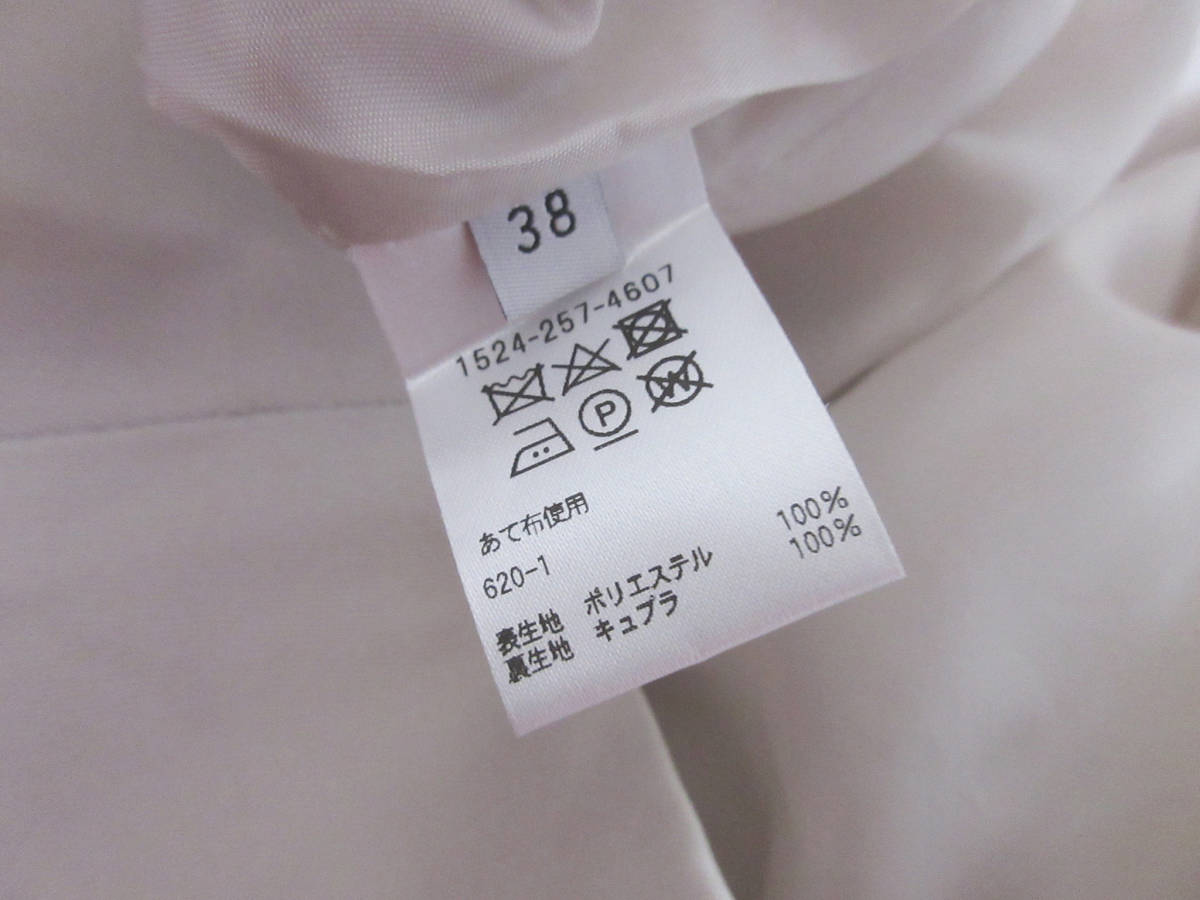 38
1524-257-4607
P
W
あて布使用
620-1
表生地 ポリエステル 100%
裏生地 キュプラ 100%